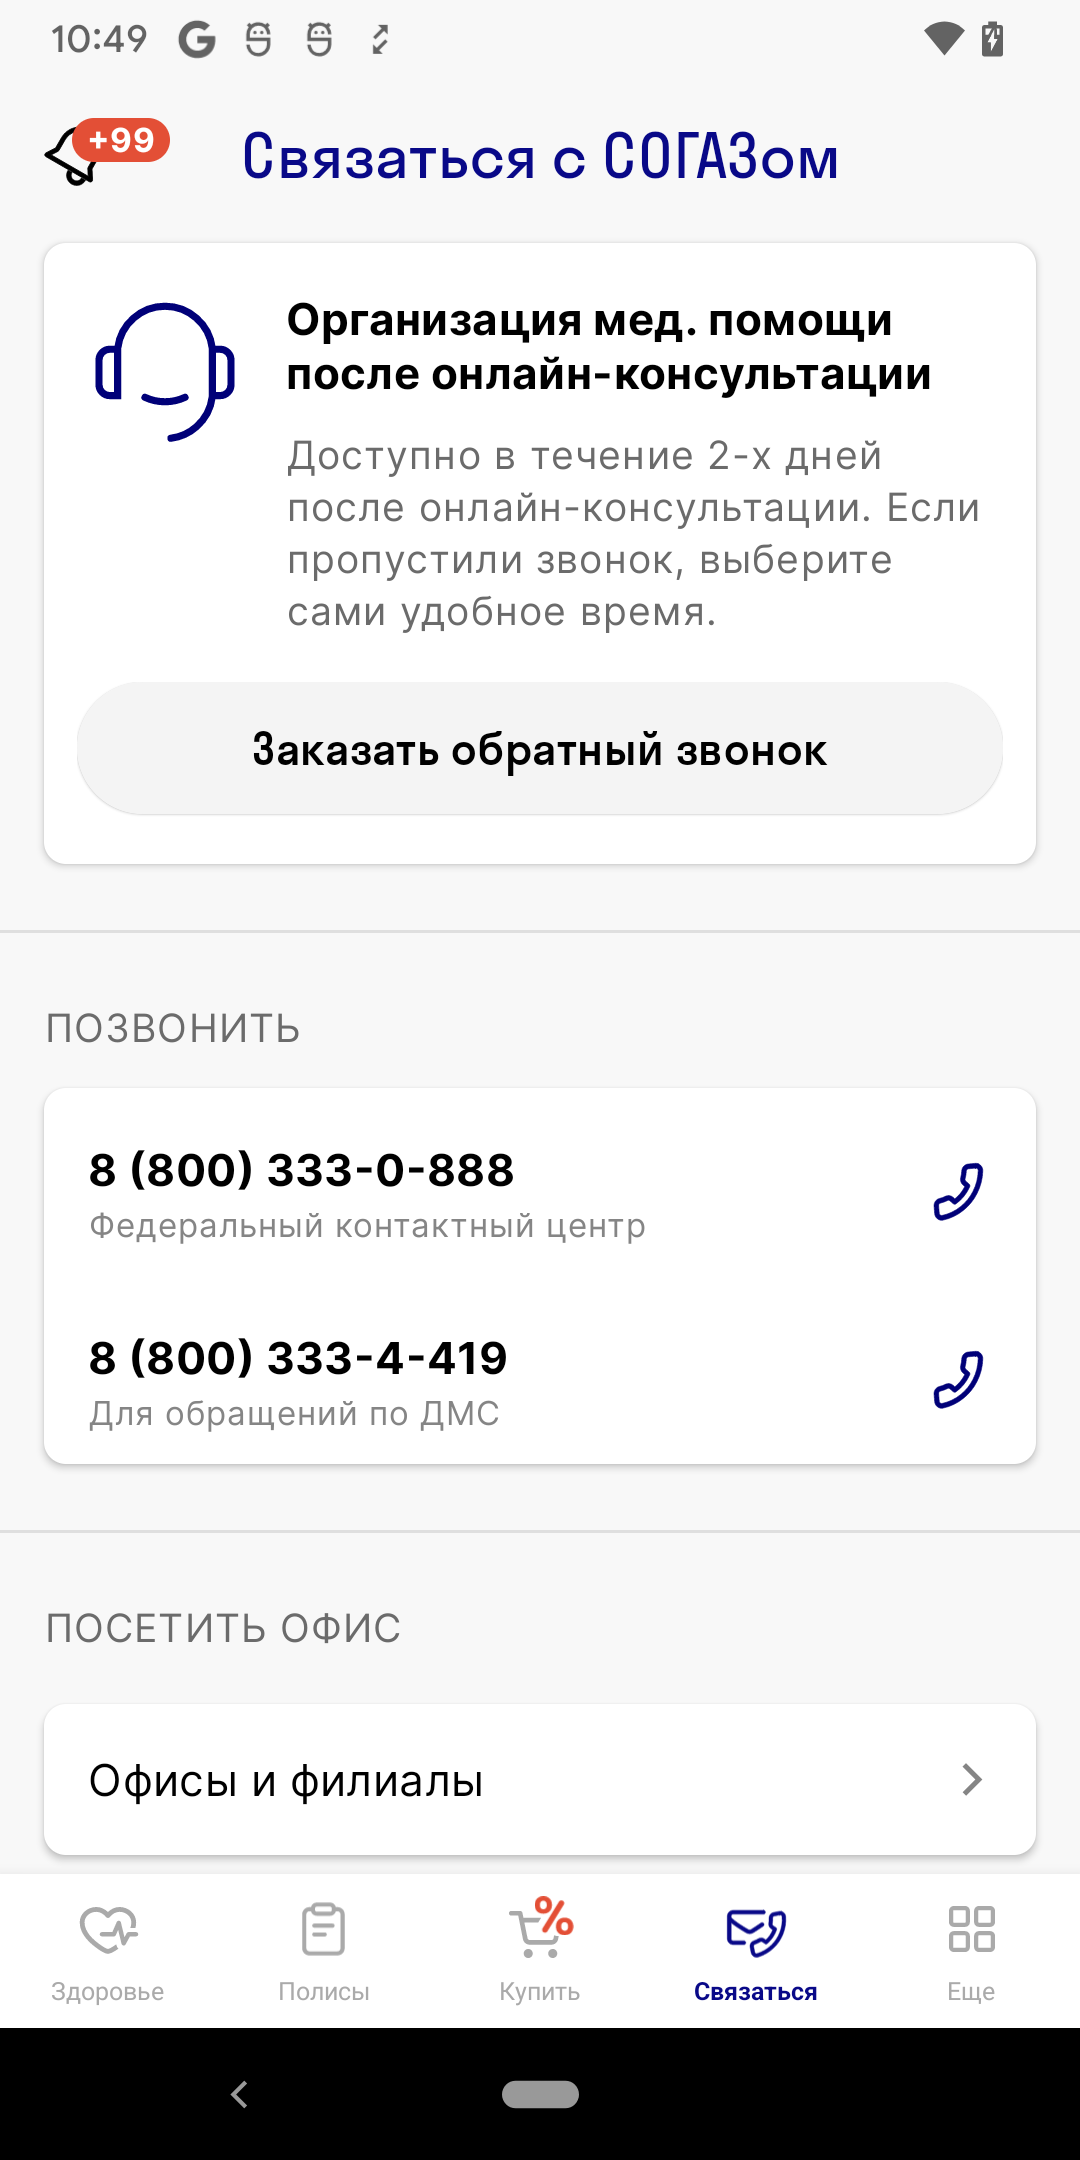 10:49
+99
Связаться с СОГАЗом
Организация мед. помощи
после онлайн-консультации
Доступно в течение 2-х дней
после онлайн-консультации. Если
пропустили звонок, выберите
сами удобное время.
Заказать обратный звонок
ПОЗВОНИТЬ
8 (800) 333-0-888
Федеральный контактный центр
8 (800) 333-4-419
Для обращений по ДМС
ПОСЕТИТЬ ОФИС
Офисы и филиалы
%
Здоровье
Полисы
Купить
Связаться
Еще